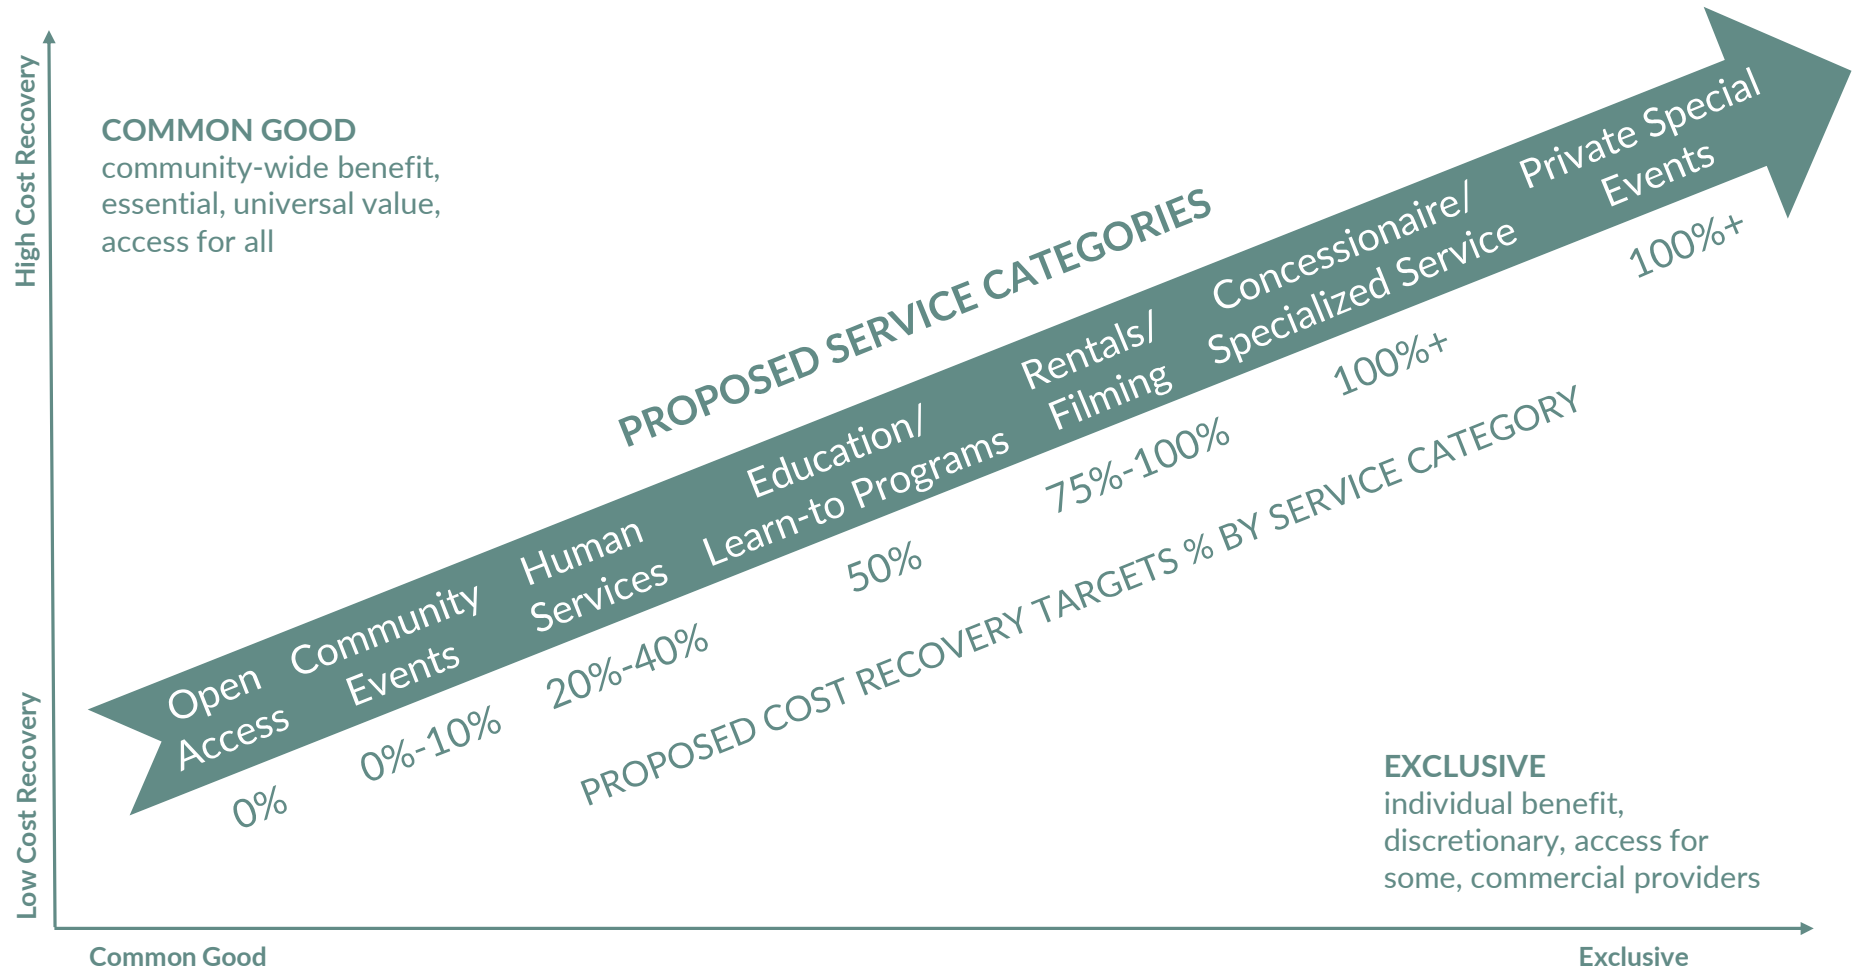 High Cost Recovery
Low Cost Recovery
COMMON GOOD
community-wide benefit,
essential, universal value,
access for all
PROPOSED SERVICE CATEGORIES
Open
Access
Community
Events
Human
Services
Education/
Learn-to Programs
Rentals/
Filming
Concessionaire/
Specialized Service
Private Special
Events
0%
0%-10%
20%-40%
50%
75%-100%
100%+
100%+
PROPOSED COST RECOVERY TARGETS % BY SERVICE CATEGORY
EXCLUSIVE
individual benefit,
discretionary, access for
some, commercial providers
Common Good
Exclusive